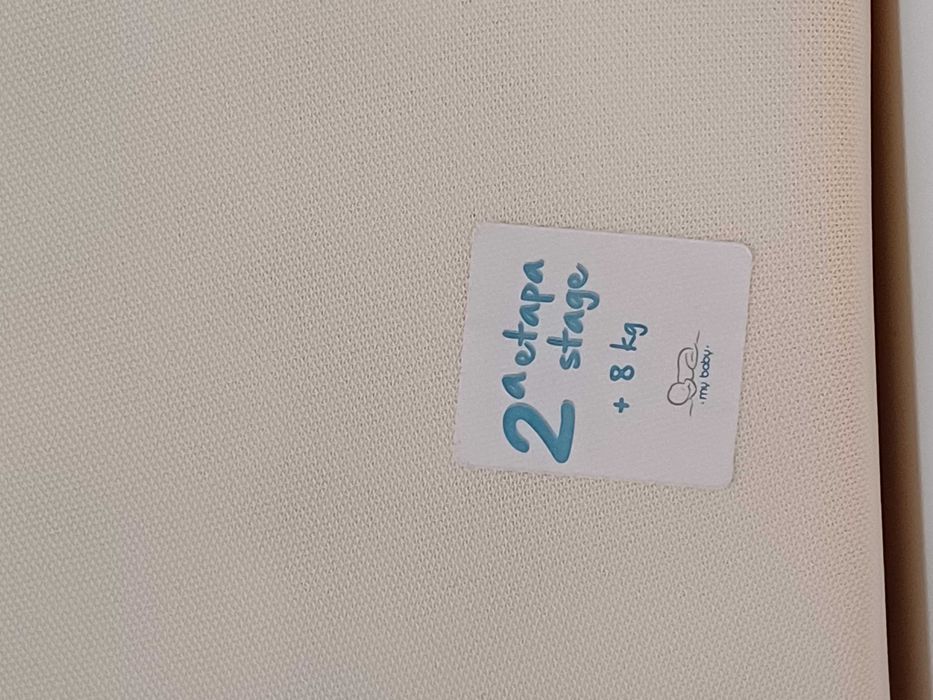 2ª etapa
stage
+ 8 kg
· my baby ·